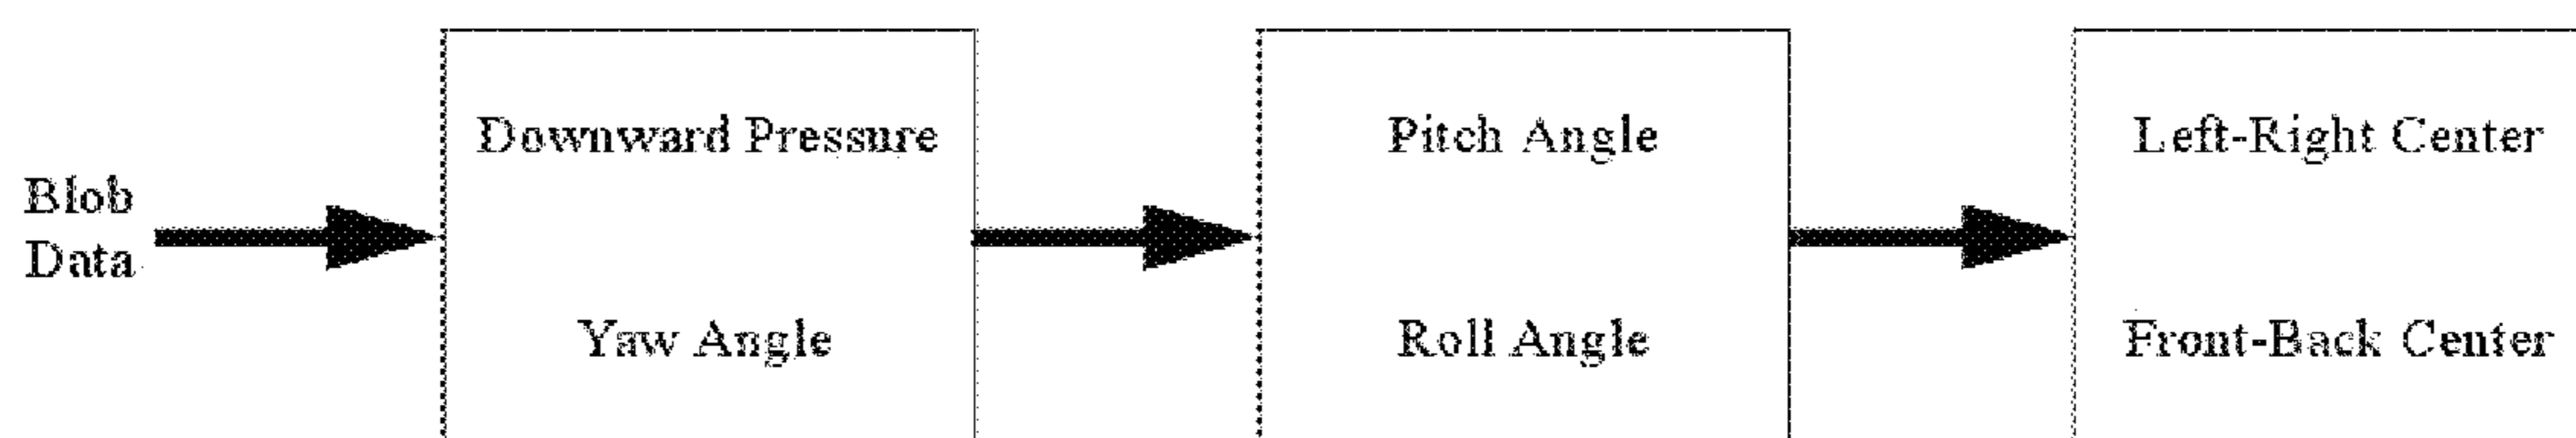 Blob
Data
Downward Pressure
Yaw Angle
Pitch Angle
Roll Angle
Left-Right Center
Front-Back Center